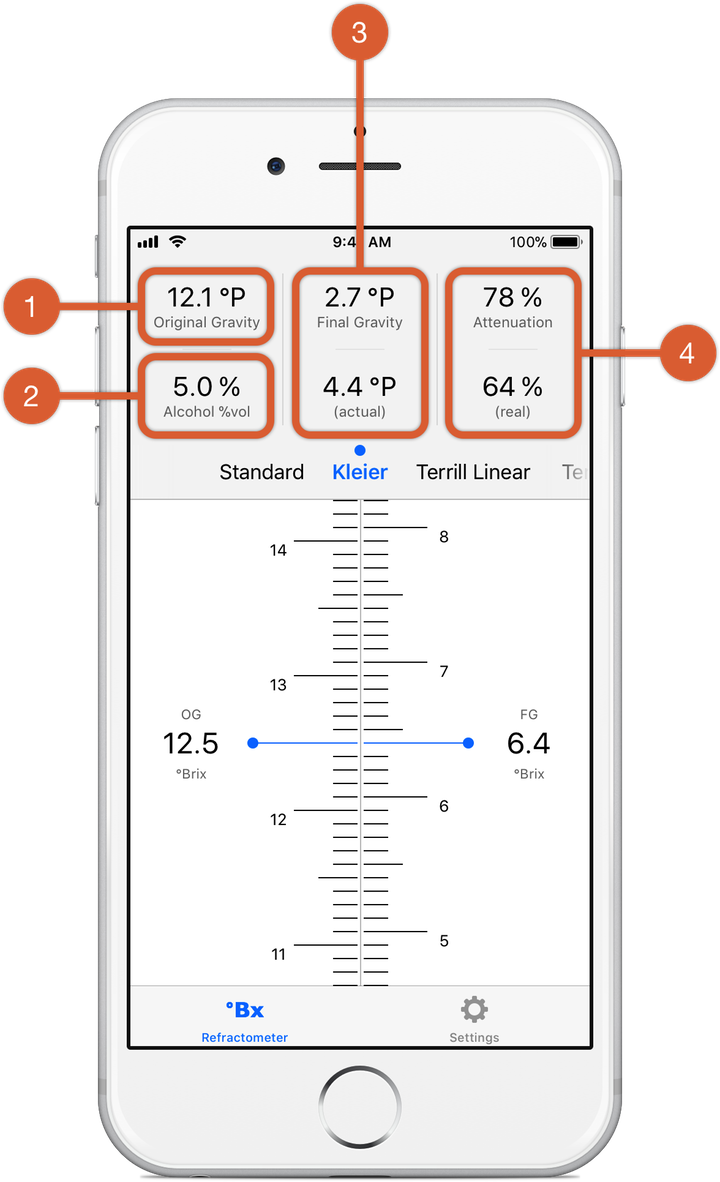 3
9:4 AM
100%
1
12.1 °P
Original Gravity
2.7 °P
Final Gravity
78 %
Attenuation
4
2
5.0 %
Alcohol %vol
4.4 °P
(actual)
64 %
(real)
Standard
Kleier
Terrill Linear
Te
14
8
13
7
OG
12.5
°Brix
FG
6.4
°Brix
12
6
11
5
°Bx
Refractometer
Settings